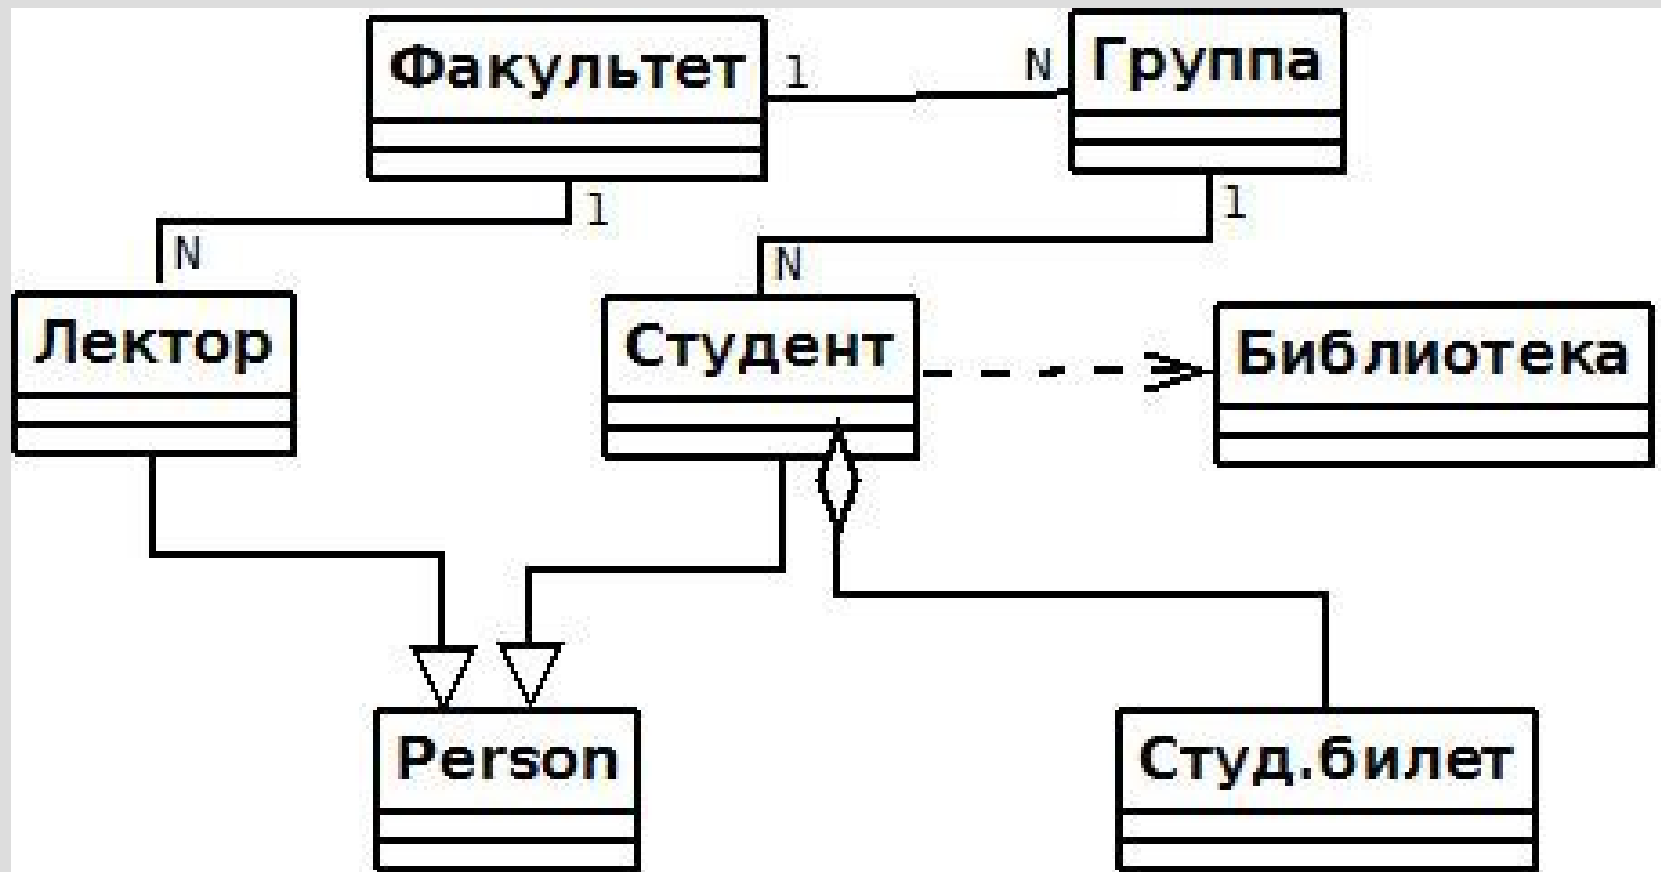 Факультет
1
N
Группа
1
N
1
N
Лектор
Студент
Библиотека
Person
Студ.билет